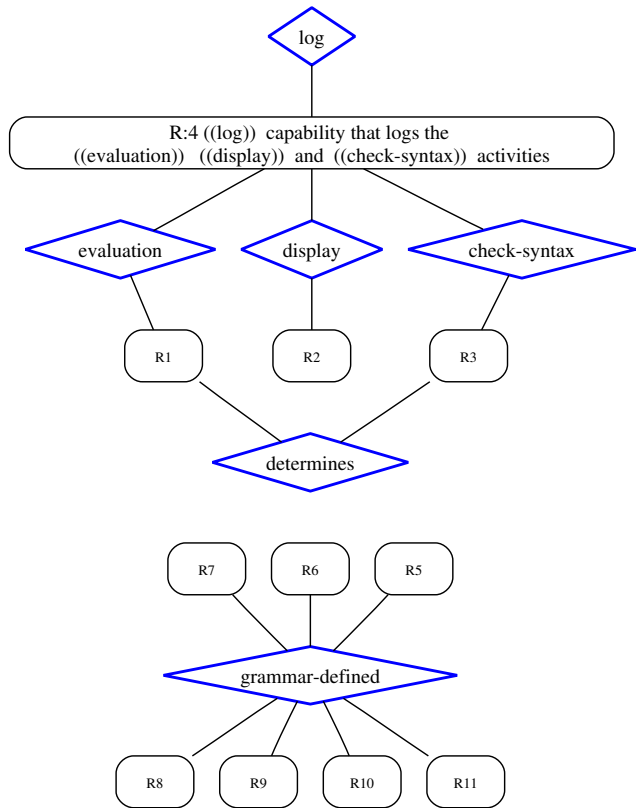 log
R:4 ((log)) capability that logs the
((evaluation)) ((display)) and ((check-syntax)) activities
evaluation
display
check-syntax
R1
R2
R3
determines
R7
R6
R5
grammar-defined
R8
R9
R10
R11